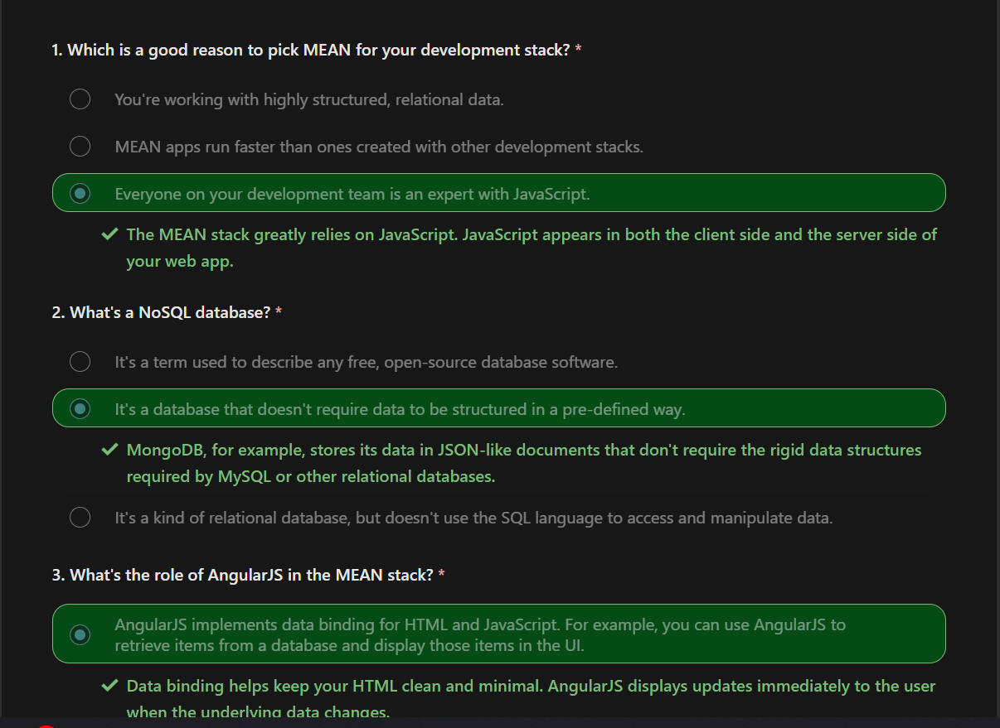 1. Which is a good reason to pick MEAN for your development stack? *
You're working with highly structured, relational data.
MEAN apps run faster than ones created with other development stacks.
Everyone on your development team is an expert with JavaScript.
The MEAN stack greatly relies on JavaScript. JavaScript appears in both the client side and the server side of
your web app.
2. What's a NoSQL database? *
It's a term used to describe any free, open-source database software.
It's a database that doesn't require data to be structured in a pre-defined way.
MongoDB, for example, stores its data in JSON-like documents that don't require the rigid data structures
required by MySQL or other relational databases.
It's a kind of relational database, but doesn't use the SQL language to access and manipulate data.
3. What's the role of AngularJS in the MEAN stack? *
AngularJS implements data binding for HTML and JavaScript. For example, you can use AngularJS to
retrieve items from a database and display those items in the UI.
Data binding helps keep your HTML clean and minimal. AngularJS displays updates immediately to the user
when the underlying data changes.